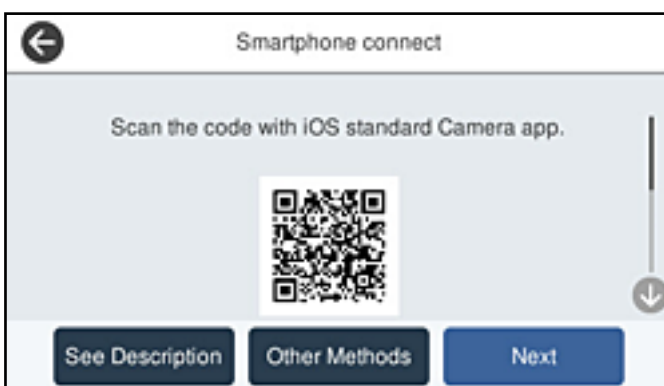 Smartphone connect
Scan the code with iOS standard Camera app.
See Description
Other Methods
Next